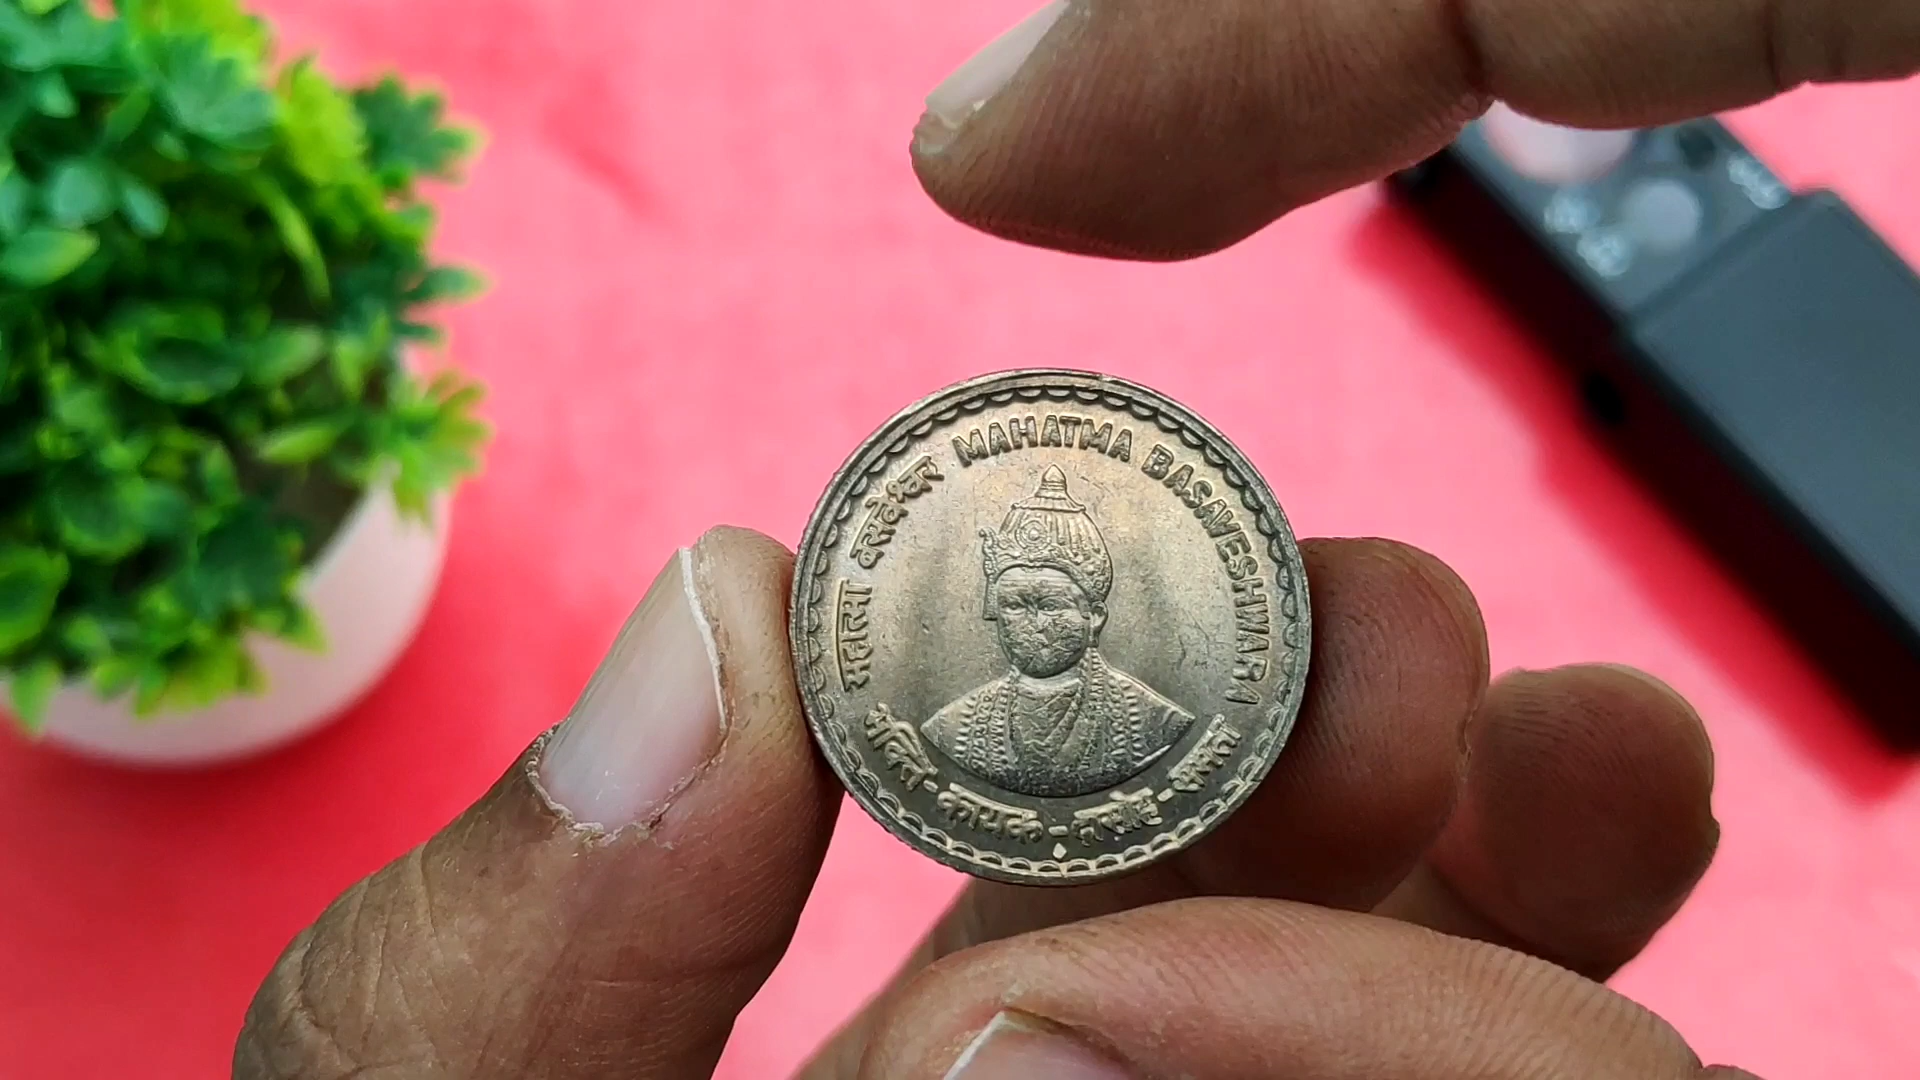 महात्मा बसवेश्वर
MAHATMA BASAVESHWARA
भक्ति - कायक - दासोह - समता